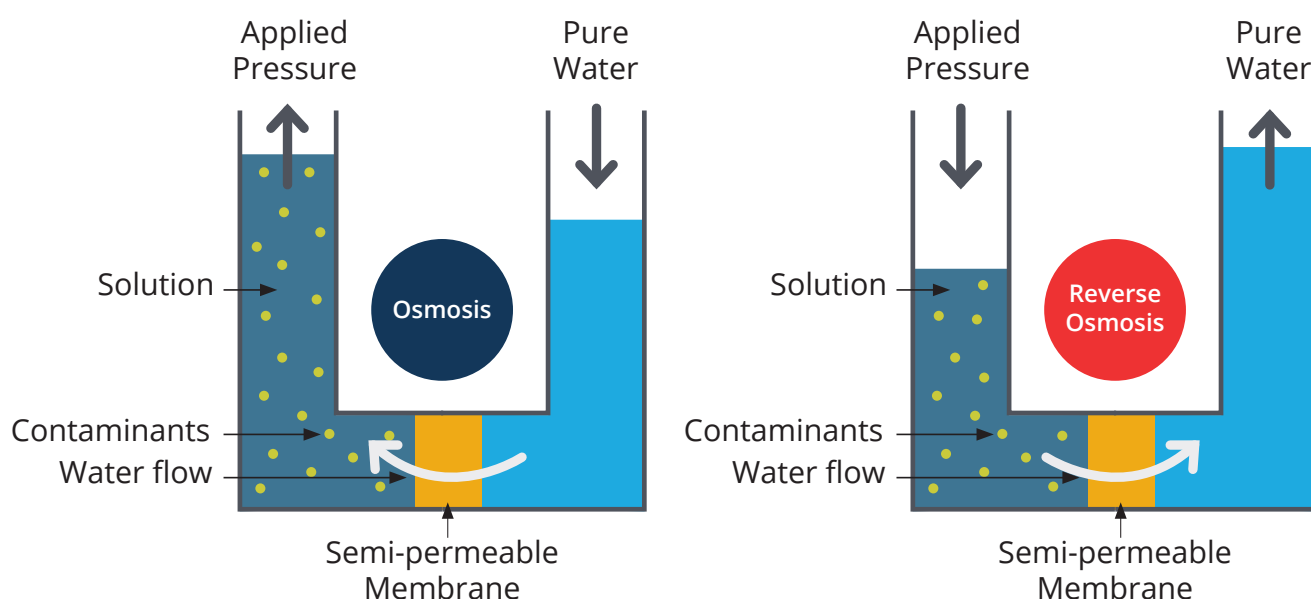 Applied
Pressure
Pure
Water
Solution
Osmosis
Contaminants
Water flow
Semi-permeable
Membrane
Applied
Pressure
Pure
Water
Solution
Reverse
Osmosis
Contaminants
Water flow
Semi-permeable
Membrane